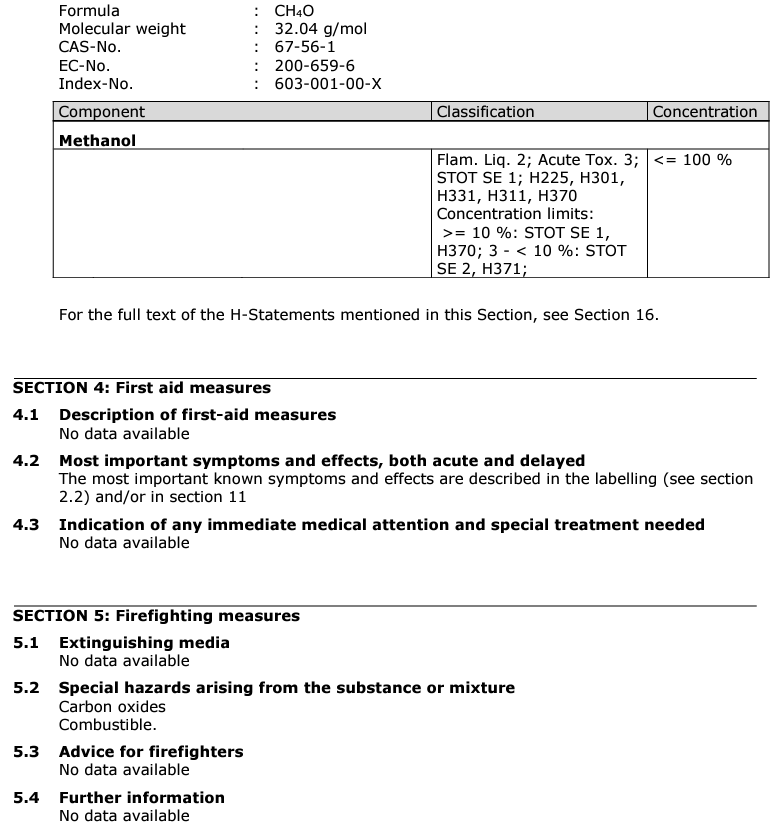 Formula : CH₄O
Molecular weight : 32.04 g/mol
CAS-No. : 67-56-1
EC-No. : 200-659-6
Index-No. : 603-001-00-X
Component Classification Concentration
Methanol
Flam. Liq. 2; Acute Tox. 3; <= 100 %
STOT SE 1; H225, H301,
H331, H311, H370
Concentration limits:
>= 10 %: STOT SE 1,
H370; 3 - < 10 %: STOT
SE 2, H371;
For the full text of the H-Statements mentioned in this Section, see Section 16.
SECTION 4: First aid measures
4.1 Description of first-aid measures
No data available
4.2 Most important symptoms and effects, both acute and delayed
The most important known symptoms and effects are described in the labelling (see section
2.2) and/or in section 11
4.3 Indication of any immediate medical attention and special treatment needed
No data available
SECTION 5: Firefighting measures
5.1 Extinguishing media
No data available
5.2 Special hazards arising from the substance or mixture
Carbon oxides
Combustible.
5.3 Advice for firefighters
No data available
5.4 Further information
No data available